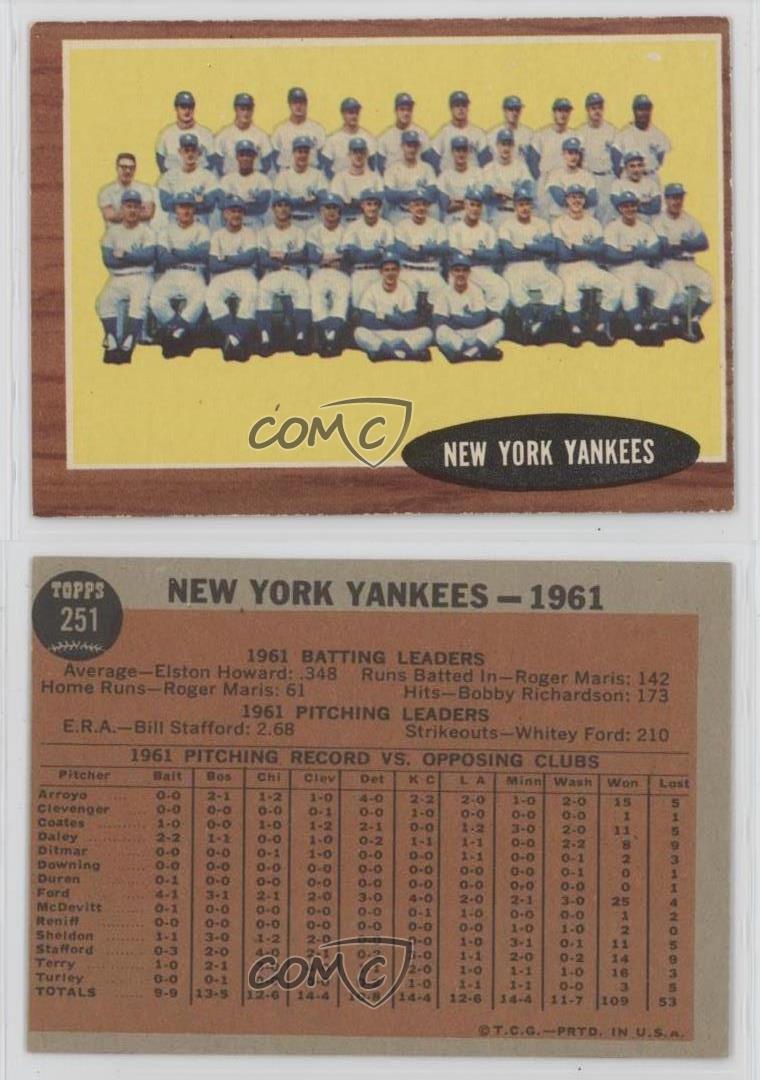 COMC
NEW YORK YANKEES
TOPPS
251
NEW YORK YANKEES — 1961
1961 BATTING LEADERS
Average—Elston Howard: .348 Runs Batted In—Roger Maris: 142
Home Runs—Roger Maris: 61 Hits—Bobby Richardson: 173
1961 PITCHING LEADERS
E.R.A.—Bill Stafford: 2.68 Strikeouts—Whitey Ford: 210
1961 PITCHING RECORD VS. OPPOSING CLUBS
Pitcher Balt Bos Chi Clev Det K C L A Minn Wash Won Lost
Arroyo 0-0 2-1 1-2 1-0 4-0 2-2 2-0 1-0 2-0 15 5
Clevenger 0-0 0-0 0-0 0-1 0-0 1-0 0-0 0-0 0-0 1 1
Coates 1-0 0-0 1-0 1-2 2-1 0-0 1-2 3-0 2-0 11 5
Daley 2-2 1-1 0-0 1-0 0-2 1-1 1-1 0-0 2-2 8 9
Ditmar 0-0 0-0 0-1 1-0 0-0 0-0 1-1 0-0 0-1 2 3
Downing 0-0 0-0 0-0 0-0 0-0 0-0 0-0 0-0 0-1 0 1
Duren 0-1 0-0 0-0 0-0 0-0 0-0 0-0 0-0 0-0 0 1
Ford 4-1 3-1 2-1 2-0 3-0 4-0 2-0 2-1 3-0 25 4
McDevitt 0-1 0-0 0-0 0-0 0-0 0-1 1-0 0-0 0-0 1 2
Reniff 0-0 0-0 0-0 0-0 0-0 0-0 1-0 1-0 0-0 2 0
Sheldon 1-1 3-0 1-2 2-0 0-0 1-0 3-1 0-1 11 5
Stafford 0-3 2-0 4-0 2-1 0-2 1-1 2-0 0-2 14 9
Terry 1-0 2-1 2-0 1-0 1-1 1-0 16 3
Turley 0-0 0-1 1-0 1-1 1-1 0-0 3 5
TOTALS 9-9 13-5 12-6 14-4 10-8 14-4 12-6 14-4 11-7 109 53
COMC
© T.C.G.—PRTD. IN U.S.A.